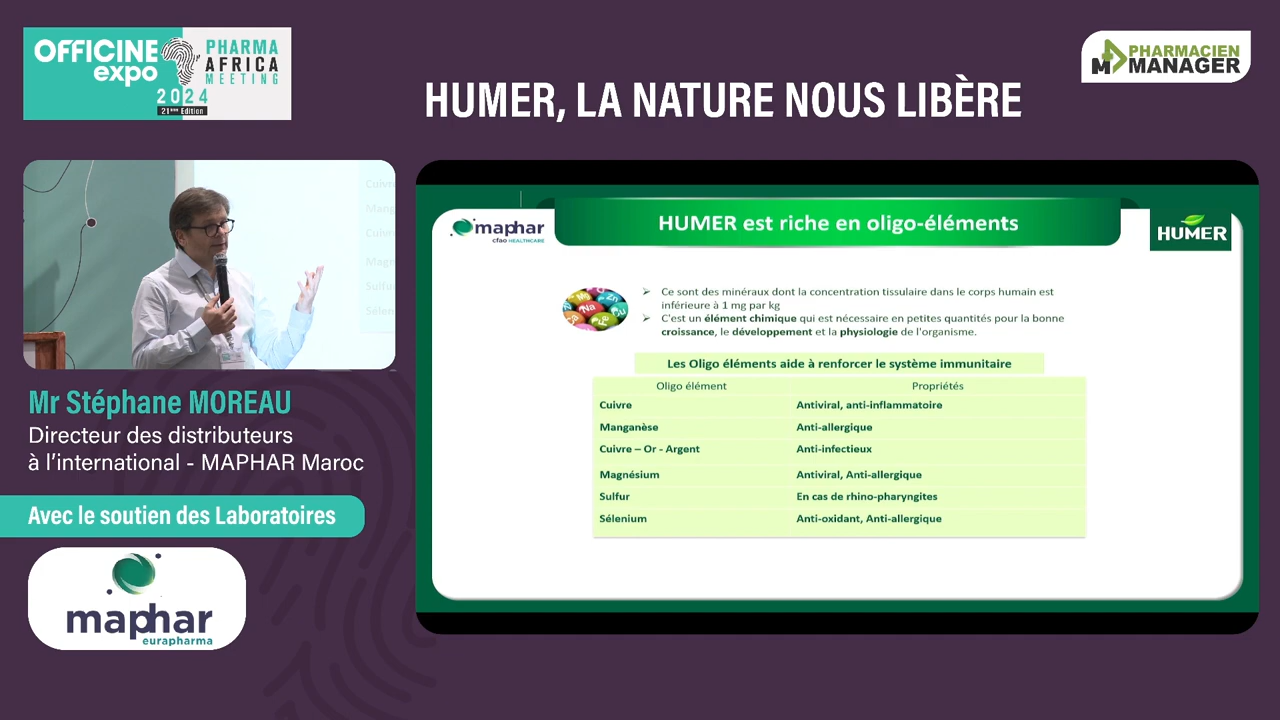 OFFICINE
expo
PHARMA
AFRICA
MEETING
2024
21ème Edition
PHARMACIEN
MANAGER
HUMER, LA NATURE NOUS LIBÈRE
Mr Stéphane MOREAU
Directeur des distributeurs
à l’international - MAPHAR Maroc
Avec le soutien des Laboratoires
maphar
eurapharma
maphar
cfao HEALTHCARE
HUMER est riche en oligo-éléments
HUMER
Ce sont des minéraux dont la concentration tissulaire dans le corps humain est
inférieure à 1 mg par kg
C'est un élément chimique qui est nécessaire en petites quantités pour la bonne
croissance, le développement et la physiologie de l'organisme.
Les Oligo éléments aide à renforcer le système immunitaire
Oligo élément Propriétés
Cuivre Antiviral, anti-inflammatoire
Manganèse Anti-allergique
Cuivre – Or - Argent Anti-infectieux
Magnésium Antiviral, Anti-allergique
Sulfur En cas de rhino-pharyngites
Sélenium Anti-oxidant, Anti-allergique